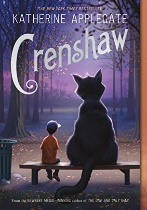 THE NEW YORK TIMES BESTSELLER
KATHERINE APPLEGATE
Crenshaw
From the NEWBERY MEDAL–WINNING author of THE ONE AND ONLY IVAN